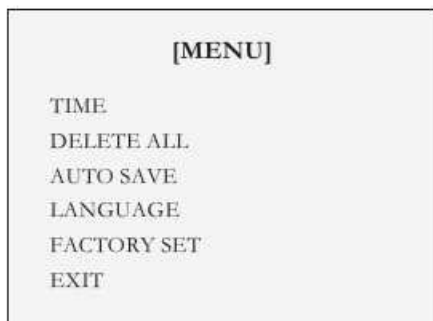 [MENU]
TIME
DELETE ALL
AUTO SAVE
LANGUAGE
FACTORY SET
EXIT